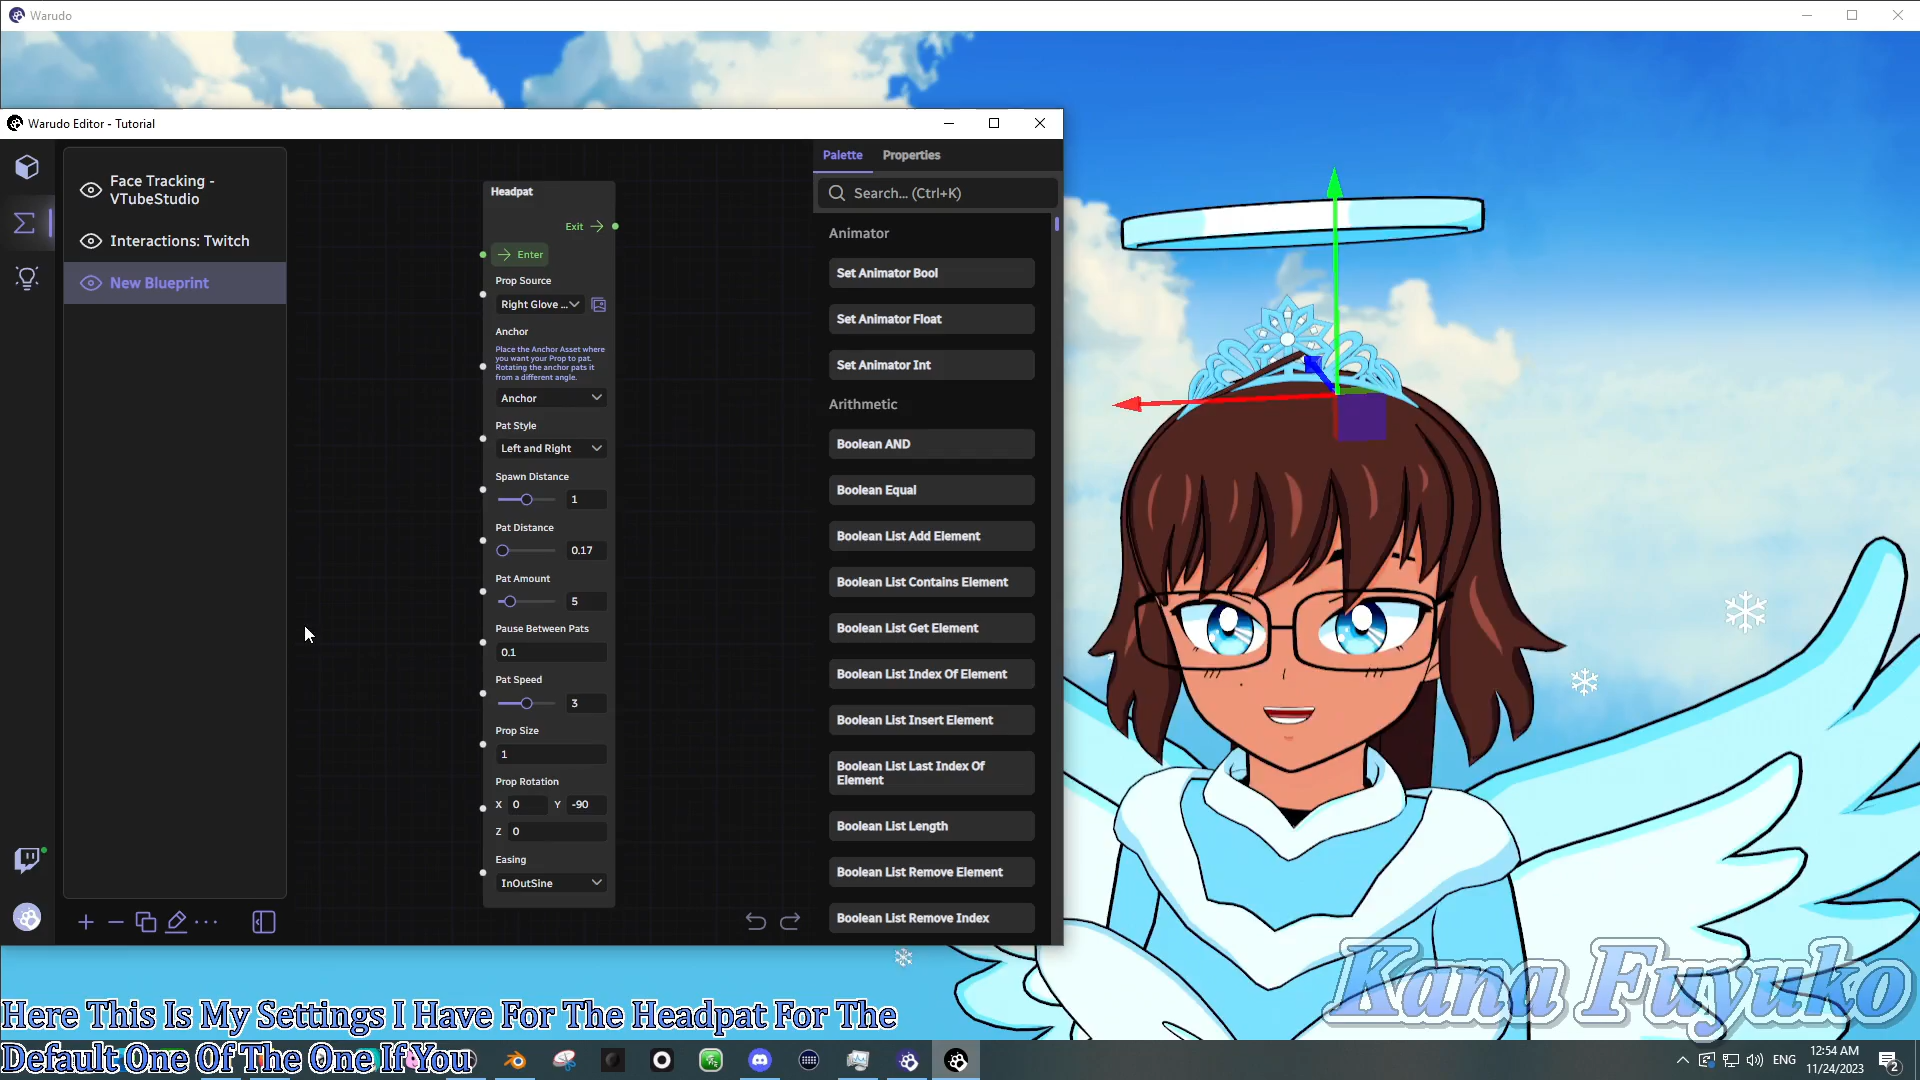 Warudo
Warudo Editor - Tutorial
Face Tracking -
VTubeStudio
Interactions: Twitch
New Blueprint
Headpat
Exit
Enter
Prop Source
Right Glove ...
Anchor
Place the Anchor Asset where
you want your Prop to pat.
Rotating the anchor pats it
from a different angle.
Anchor
Pat Style
Left and Right
Spawn Distance
1
Pat Distance
0.17
Pat Amount
5
Pause Between Pats
0.1
Pat Speed
3
Prop Size
1
Prop Rotation
X 0 Y -90
Z 0
Easing
InOutSine
Palette Properties
Search... (Ctrl+K)
Animator
Set Animator Bool
Set Animator Float
Set Animator Int
Arithmetic
Boolean AND
Boolean Equal
Boolean List Add Element
Boolean List Contains Element
Boolean List Get Element
Boolean List Index Of Element
Boolean List Insert Element
Boolean List Last Index Of
Element
Boolean List Length
Boolean List Remove Element
Boolean List Remove Index
Kana Fuyuko
Here This Is My Settings I Have For The Headpat For The
Default One Of The One If You
ENG
12:54 AM
11/24/2023
2